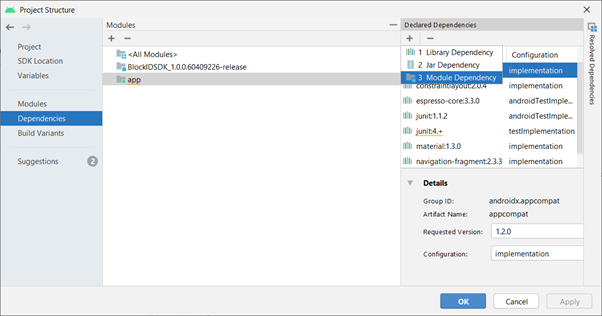 Project Structure
Project
SDK Location
Variables
Modules
Dependencies
Build Variants
Suggestions
2
Modules
<All Modules>
BlockIDSDK_1.0.0.60409226-release
app
Declared Dependencies
1 Library Dependency
2 Jar Dependency
3 Module Dependency
Configuration
implementation
constraintlayout:2.0.4 implementation
espresso-core:3.3.0 androidTestImple...
junit:1.1.2 androidTestImple...
junit:4.+ testImplementation
material:1.3.0 implementation
navigation-fragment:2.3.3 implementation
Details
Group ID: androidx.appcompat
Artifact Name: appcompat
Requested Version: 1.2.0
Configuration: implementation
Resolved Dependencies
OK
Cancel
Apply